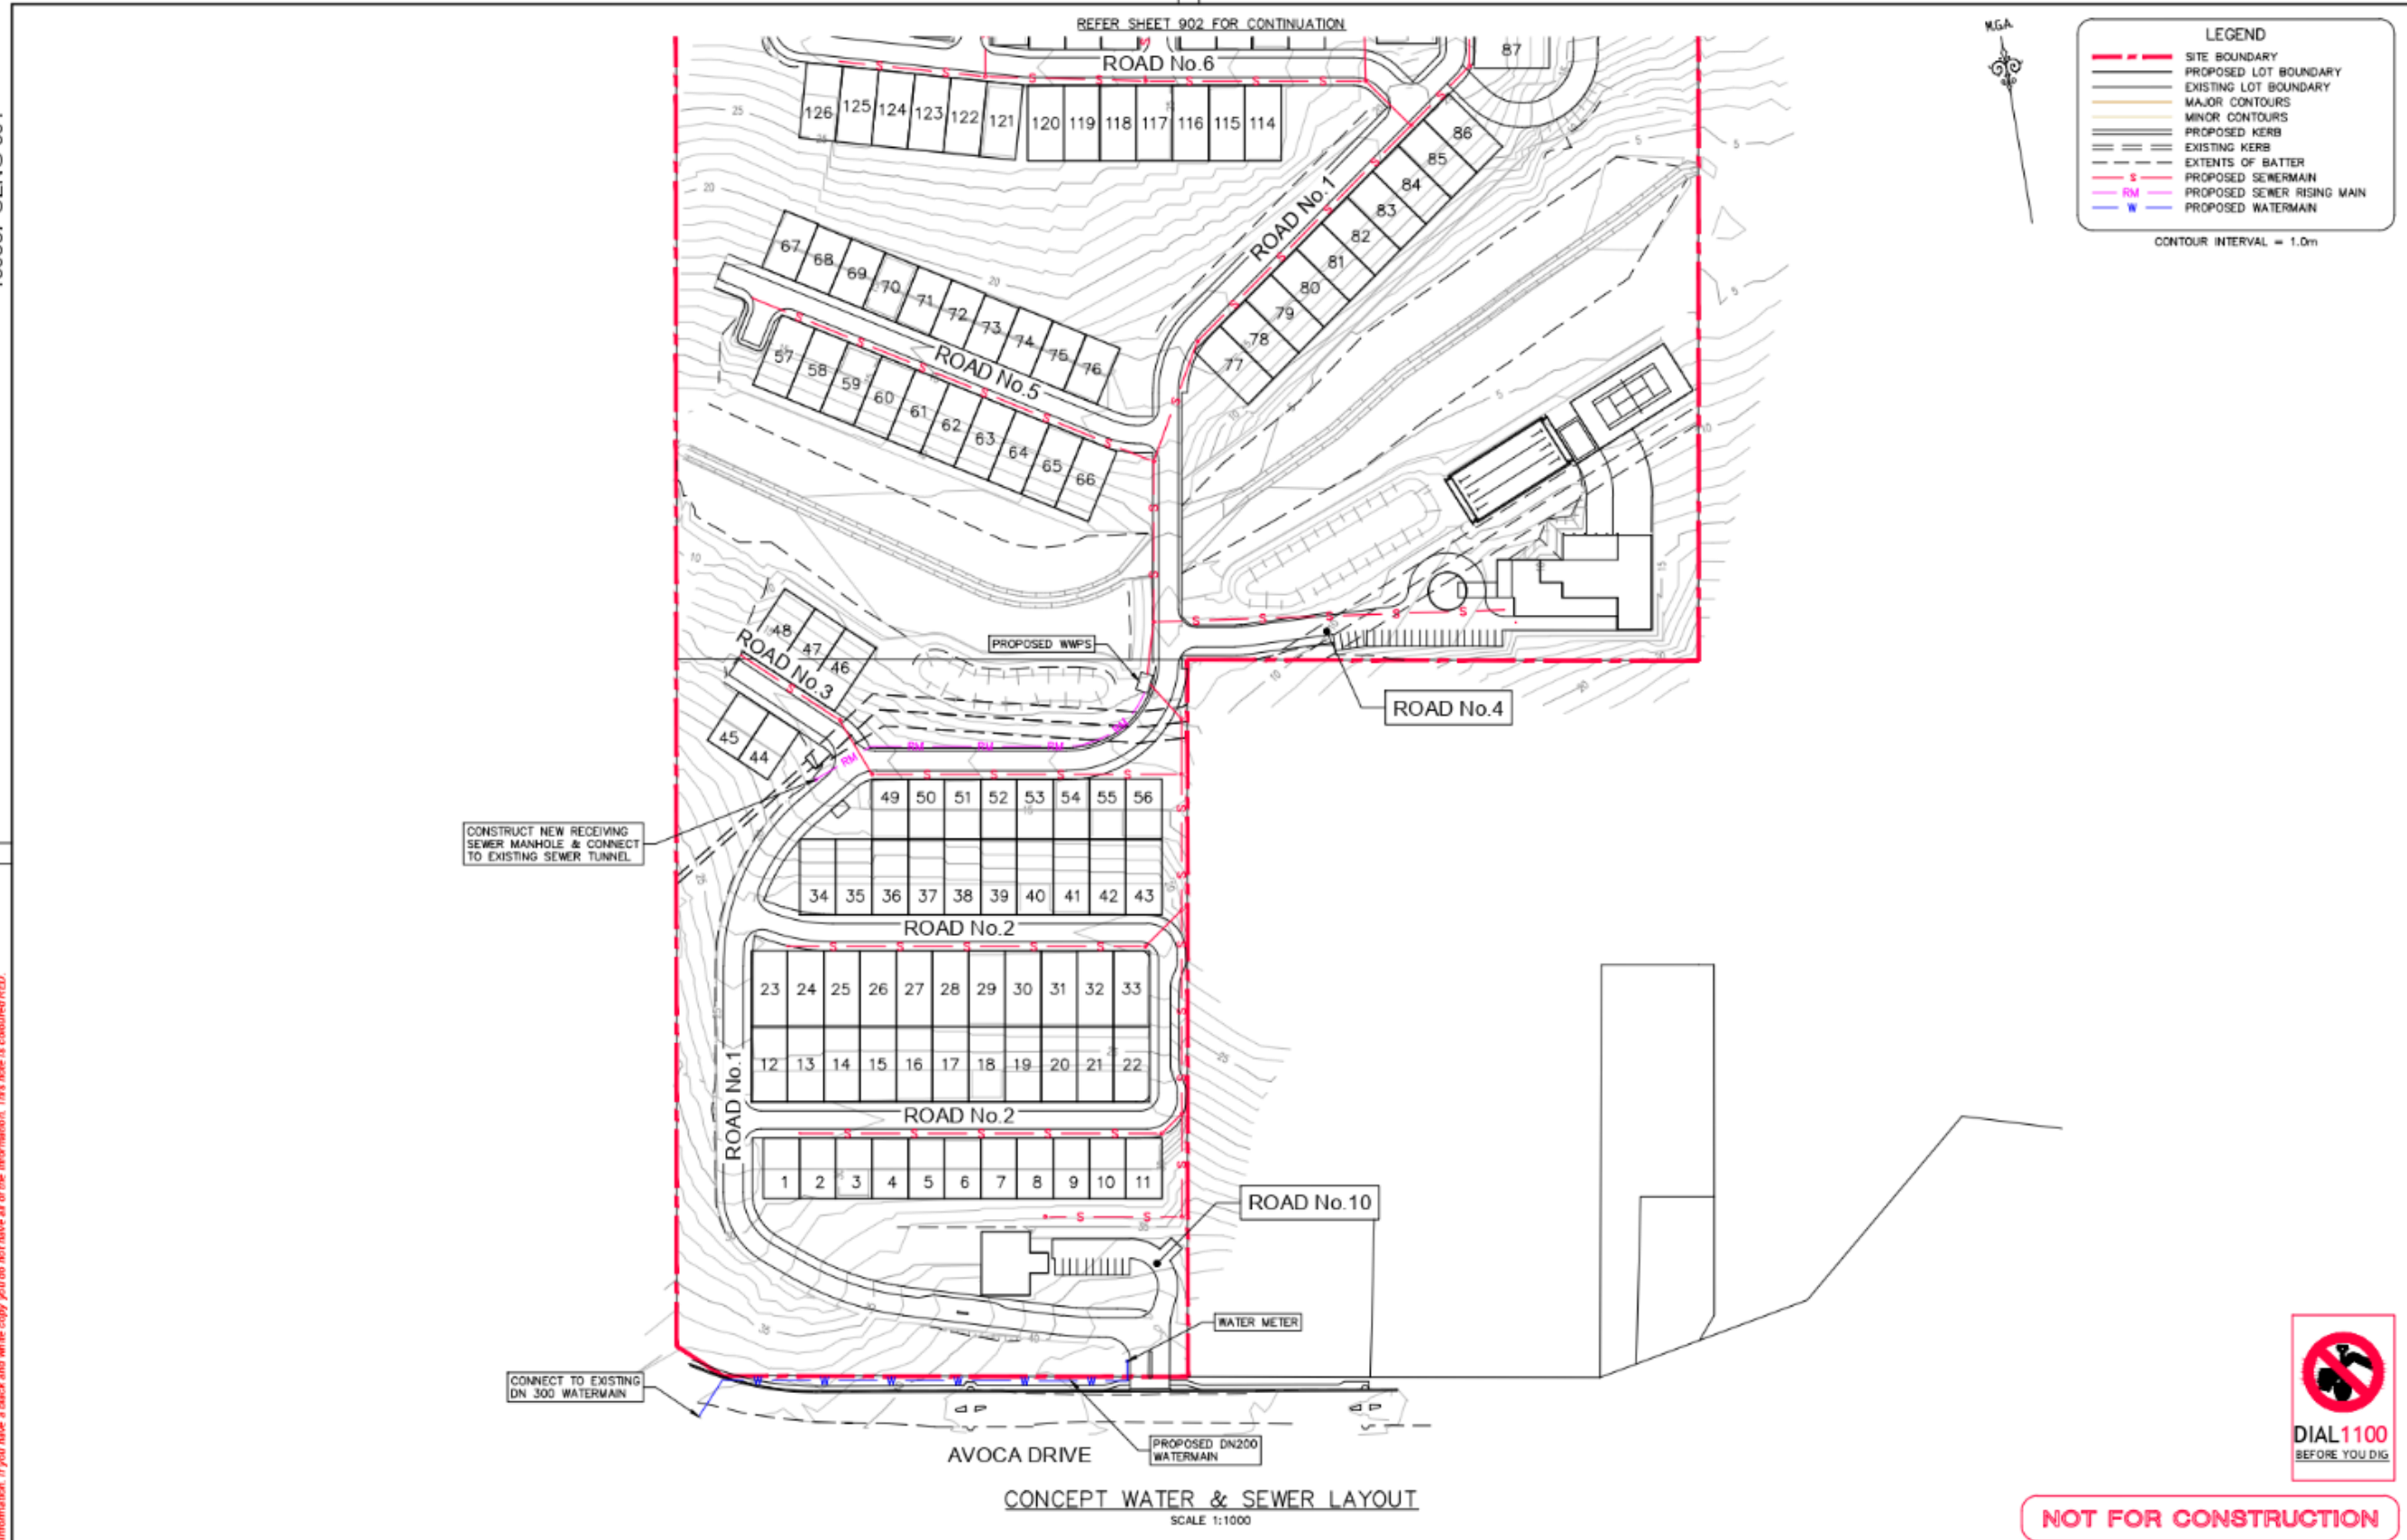 REFER SHEET 902 FOR CONTINUATION
M.G.A.
LEGEND
SITE BOUNDARY
PROPOSED LOT BOUNDARY
EXISTING LOT BOUNDARY
MAJOR CONTOURS
MINOR CONTOURS
PROPOSED KERB
EXISTING KERB
EXTENTS OF BATTER
S PROPOSED SEWERMAIN
RM PROPOSED SEWER RISING MAIN
W PROPOSED WATERMAIN
CONTOUR INTERVAL = 1.0m
87
ROAD No.6
126 125 124 123 122 121 120 119 118 117 116 115 114
ROAD No.1
86
85
84
83
82
81
80
79
78
77
67 68 69 70 71 72 73 74 75 76
ROAD No.5
57 58 59 60 61 62 63 64 65 66
48 47 46
ROAD No.3
45 44
PROPOSED WWPS
ROAD No.4
CONSTRUCT NEW RECEIVING
SEWER MANHOLE & CONNECT
TO EXISTING SEWER TUNNEL
49 50 51 52 53 54 55 56
34 35 36 37 38 39 40 41 42 43
ROAD No.2
23 24 25 26 27 28 29 30 31 32 33
12 13 14 15 16 17 18 19 20 21 22
ROAD No.1
ROAD No.2
1 2 3 4 5 6 7 8 9 10 11
ROAD No.10
WATER METER
CONNECT TO EXISTING
DN 300 WATERMAIN
PROPOSED DN200
WATERMAIN
AVOCA DRIVE
CONCEPT WATER & SEWER LAYOUT
SCALE 1:1000
DIAL1100
BEFORE YOU DIG
NOT FOR CONSTRUCTION